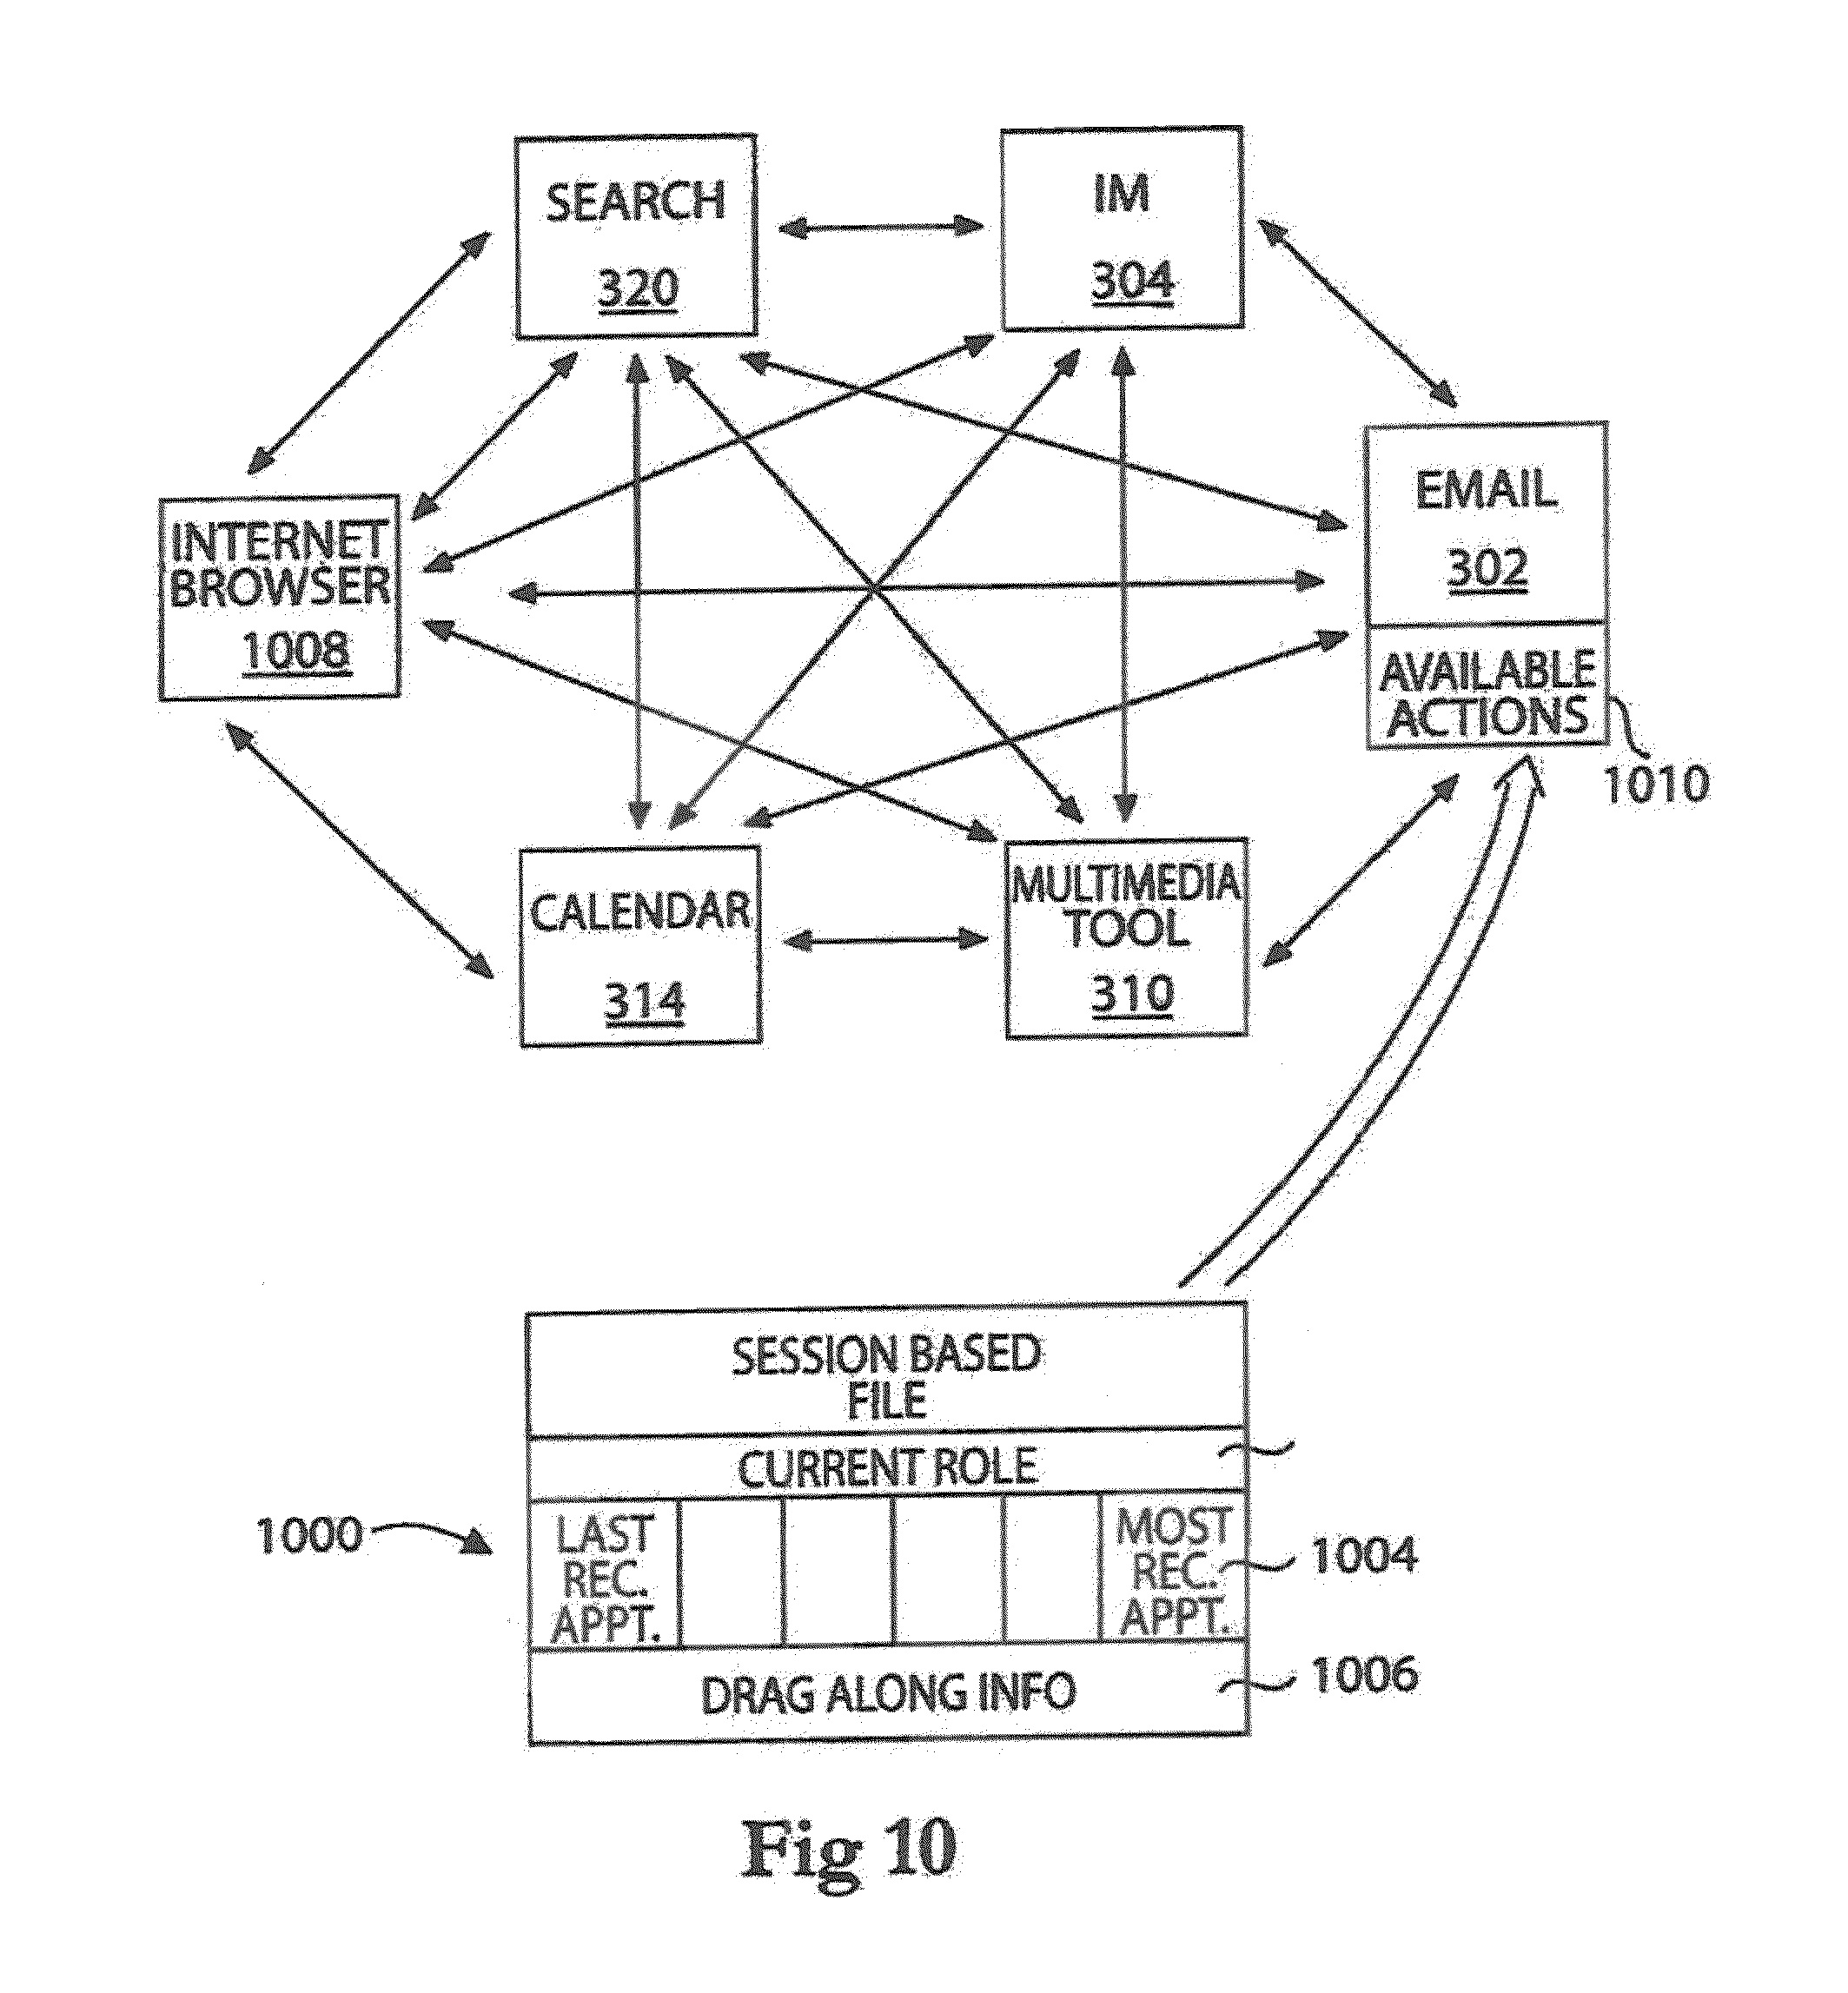 SEARCH
320
IM
304
INTERNET
BROWSER
1008
EMAIL
302
AVAILABLE
ACTIONS
1010
CALENDAR
314
MULTIMEDIA
TOOL
310
SESSION BASED
FILE
CURRENT ROLE
1000
LAST
REC.
APPT.
MOST
REC.
APPT.
1004
DRAG ALONG INFO
1006
Fig 10